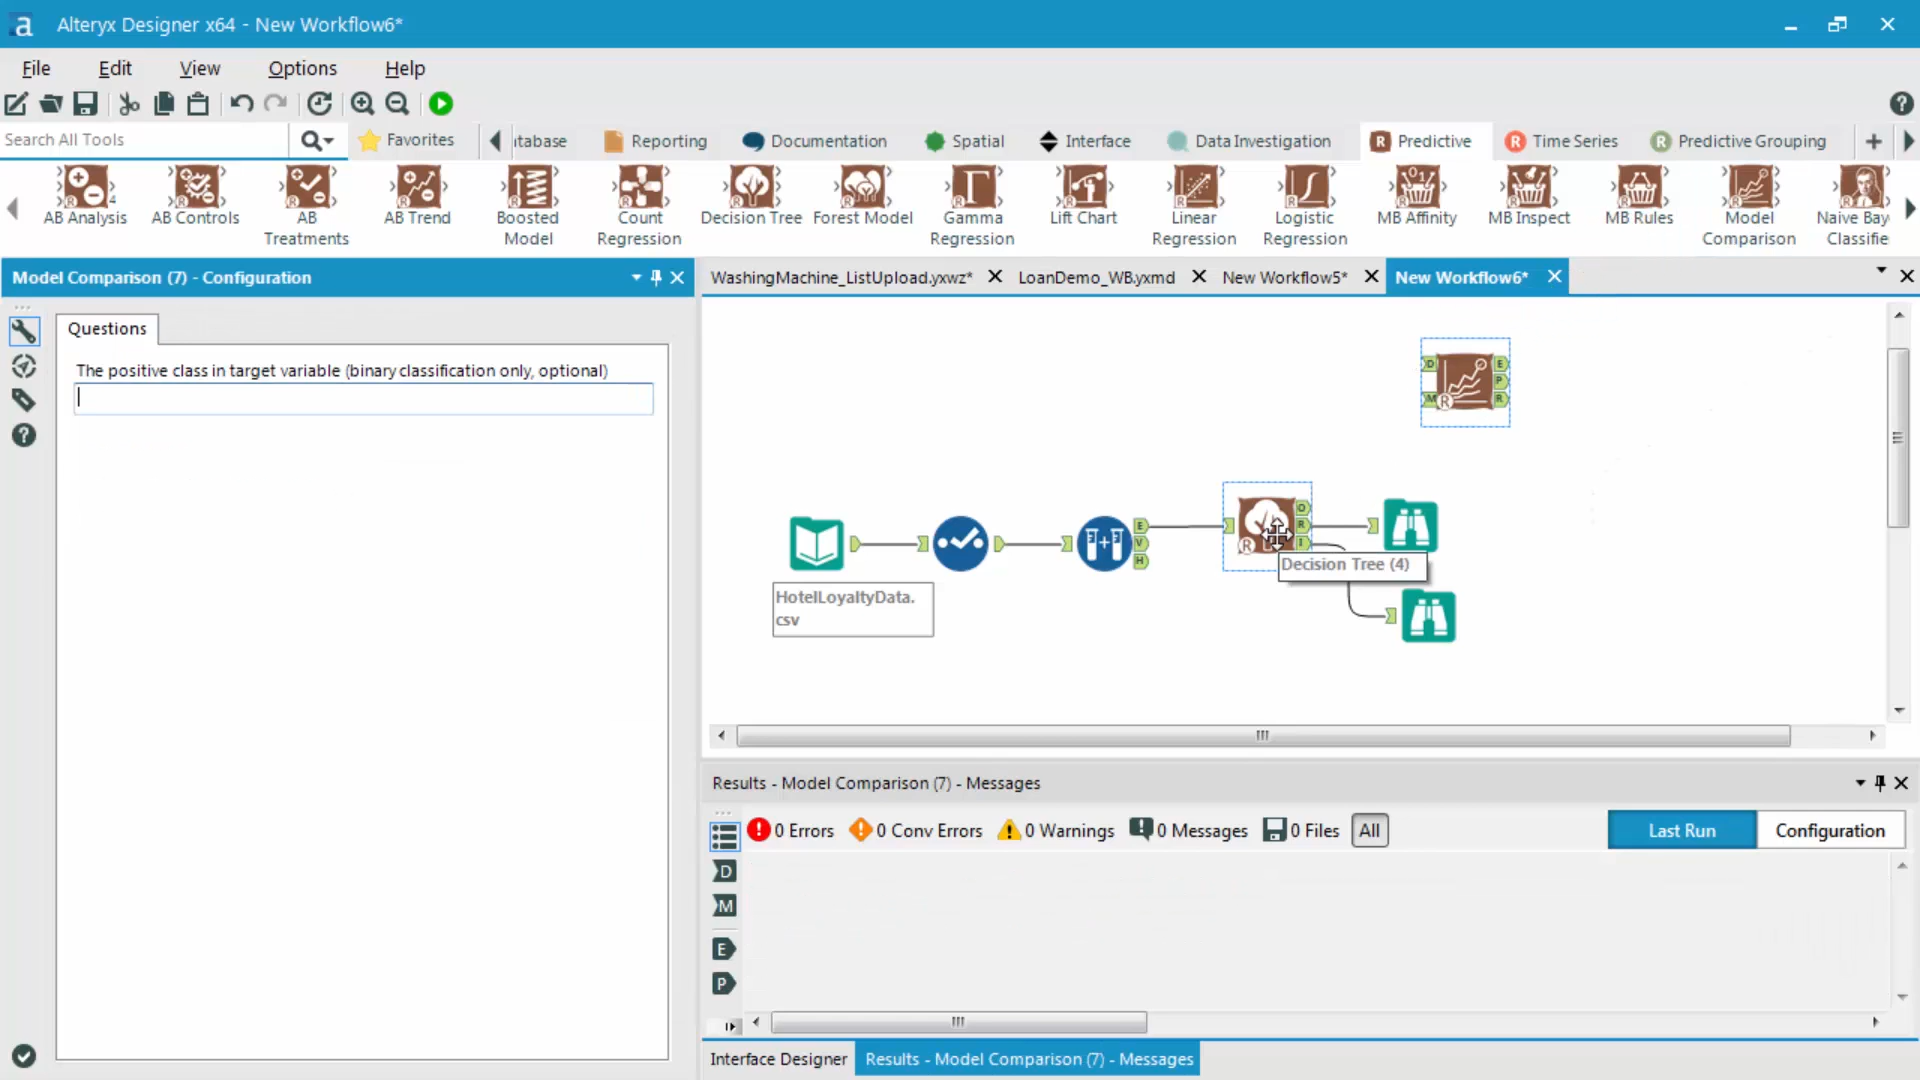 a Alteryx Designer x64 - New Workflow6*
File Edit View Options Help
Search All Tools Favorites tabase Reporting Documentation Spatial Interface Data Investigation R Predictive R Time Series R Predictive Grouping
AB Analysis AB Controls AB Treatments AB Trend Boosted Model Count Regression Decision Tree Forest Model Gamma Regression Lift Chart Linear Regression Logistic Regression MB Affinity MB Inspect MB Rules Model Comparison Naive Bay Classifie
Model Comparison (7) - Configuration
WashingMachine_ListUpload.yxwz* LoanDemo_WB.yxmd New Workflow5* New Workflow6*
Questions
The positive class in target variable (binary classification only, optional)
D E
P
M R R
E
V
H
O
R R
I
Decision Tree (4)
HotelLoyaltyData.
csv
Results - Model Comparison (7) - Messages
0 Errors 0 Conv Errors 0 Warnings 0 Messages 0 Files All Last Run Configuration
D
M
E
P
Interface Designer Results - Model Comparison (7) - Messages